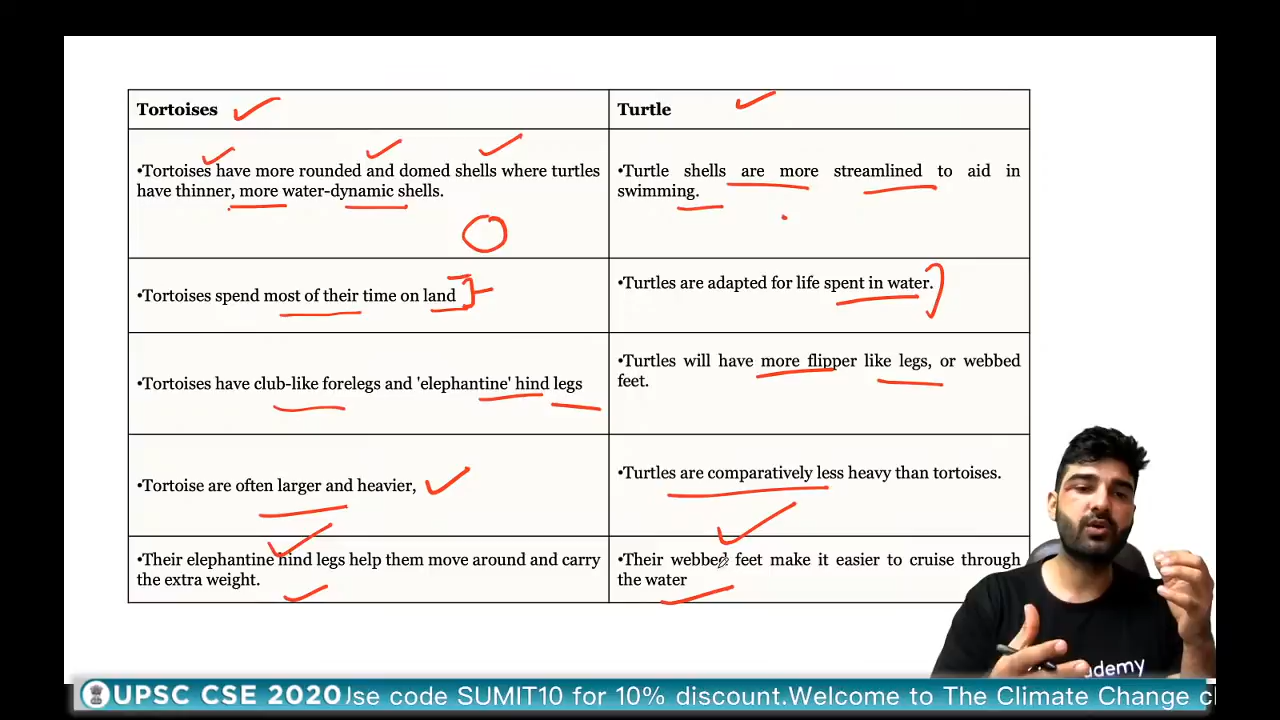 Tortoises
Turtle
•Tortoises have more rounded and domed shells where turtles
have thinner, more water-dynamic shells.
•Turtle shells are more streamlined to aid in
swimming.
•Tortoises spend most of their time on land
•Turtles are adapted for life spent in water.
•Tortoises have club-like forelegs and 'elephantine' hind legs
•Turtles will have more flipper like legs, or webbed
feet.
•Tortoise are often larger and heavier,
•Turtles are comparatively less heavy than tortoises.
•Their elephantine hind legs help them move around and carry
the extra weight.
•Their webbed feet make it easier to cruise through
the water
ademy
UPSC CSE 2020
Use code SUMIT10 for 10% discount.Welcome to The Climate Change c